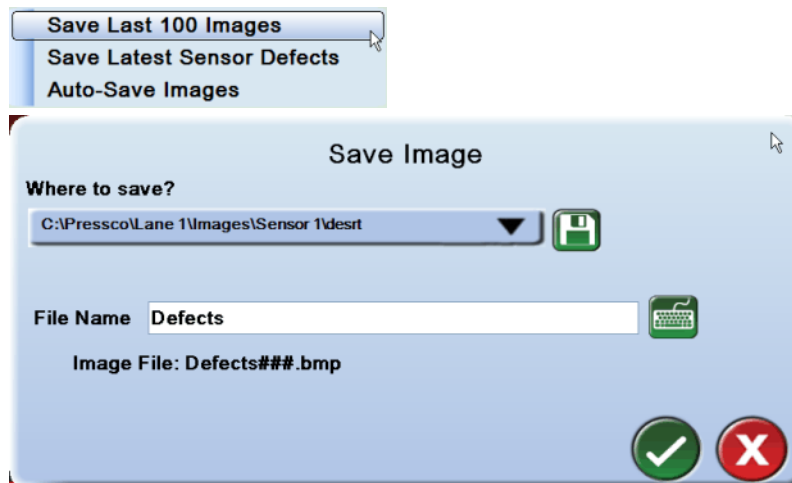 Save Last 100 Images
Save Latest Sensor Defects
Auto-Save Images
Save Image
Where to save?
C:\Pressco\Lane 1\Images\Sensor 1\desrt
File Name Defects
Image File: Defects###.bmp